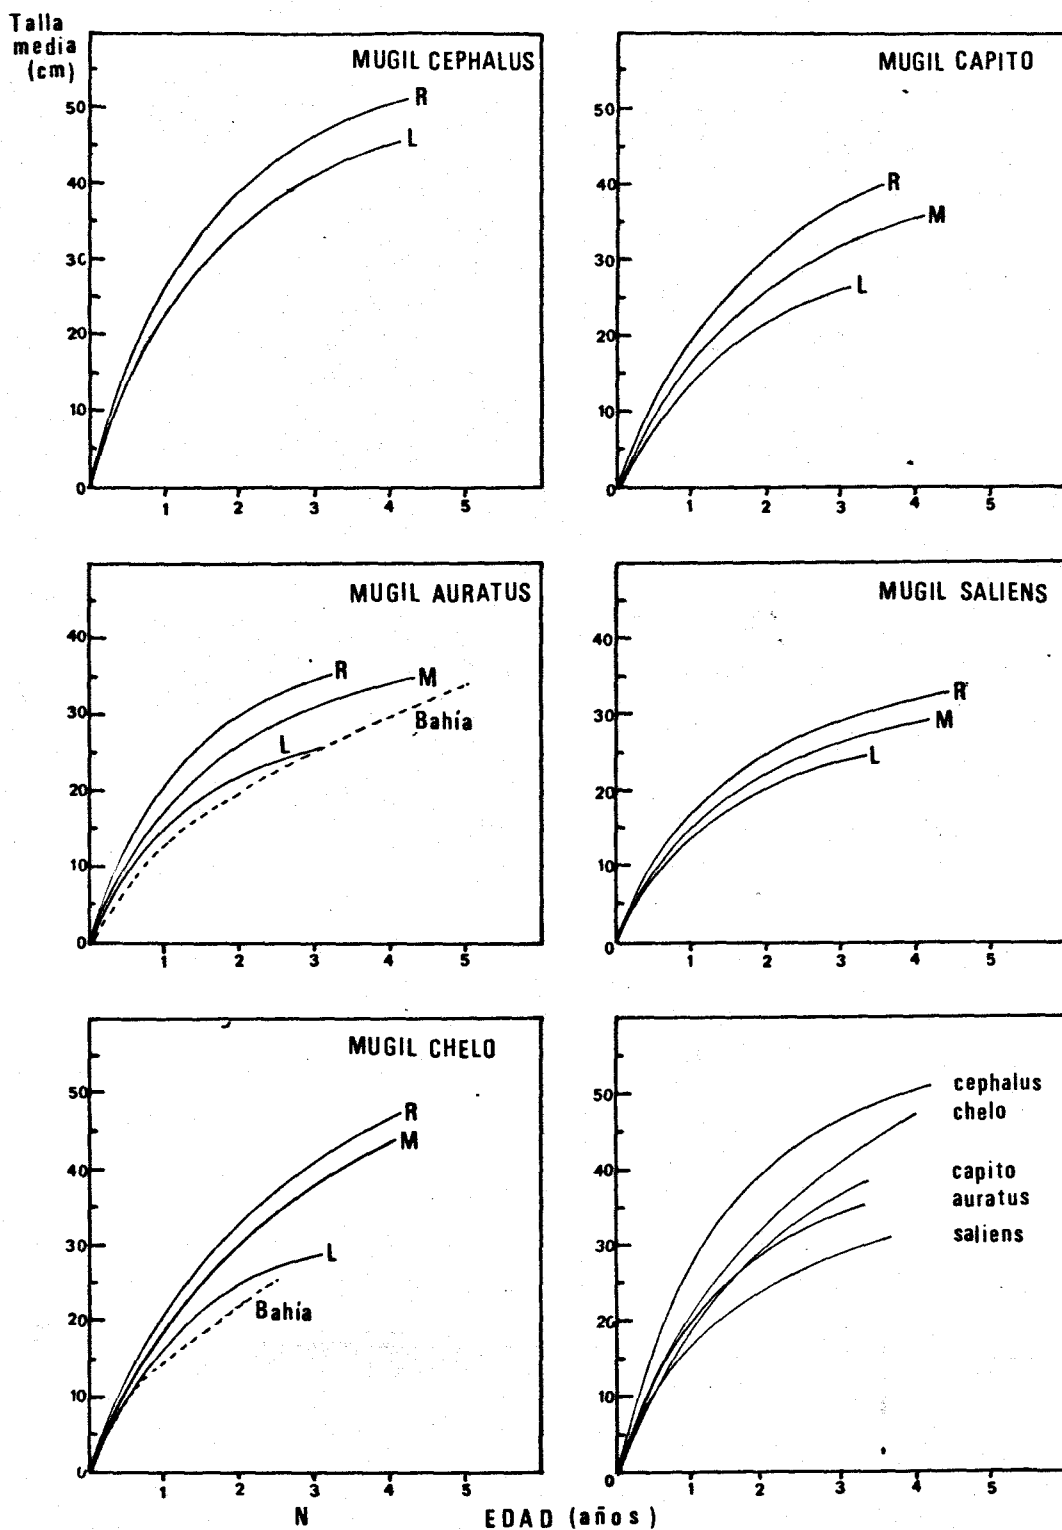 Talla
media
(cm)
MUGIL CEPHALUS
50
40
30
20
10
0
1 2 3 4 5
R
L
MUGIL CAPITO
50
40
30
20
10
0
1 2 3 4 5
R
M
L
MUGIL AURATUS
40
30
20
10
0
1 2 3 4 5
R
M
Bahía
L
MUGIL SALIENS
40
30
20
10
0
1 2 3 4 5
R
M
L
MUGIL CHELO
50
40
30
20
10
0
1 2 3 4 5
R
M
L
Bahía
50
40
30
20
10
0
1 2 3 4 5
cephalus
chelo
capito
auratus
saliens
N EDAD (años)